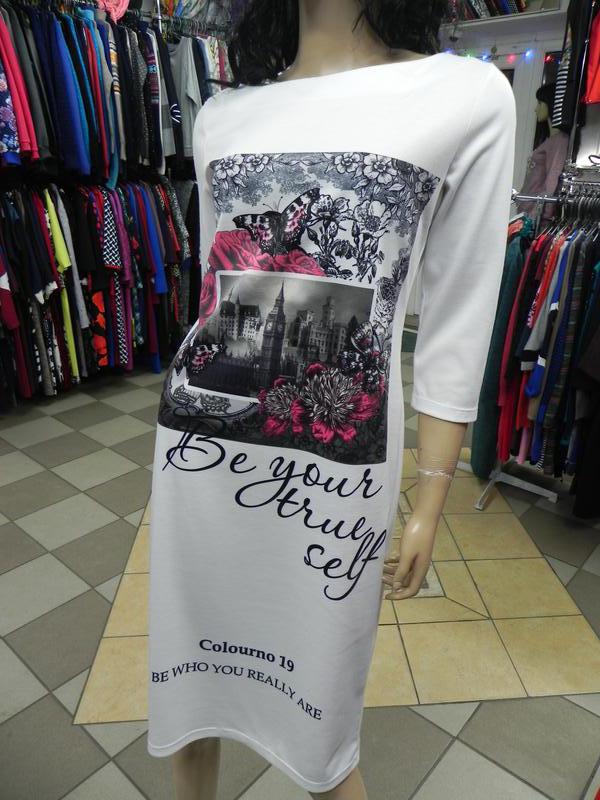 Be your
true
self
Colourno 19
BE WHO YOU REALLY ARE